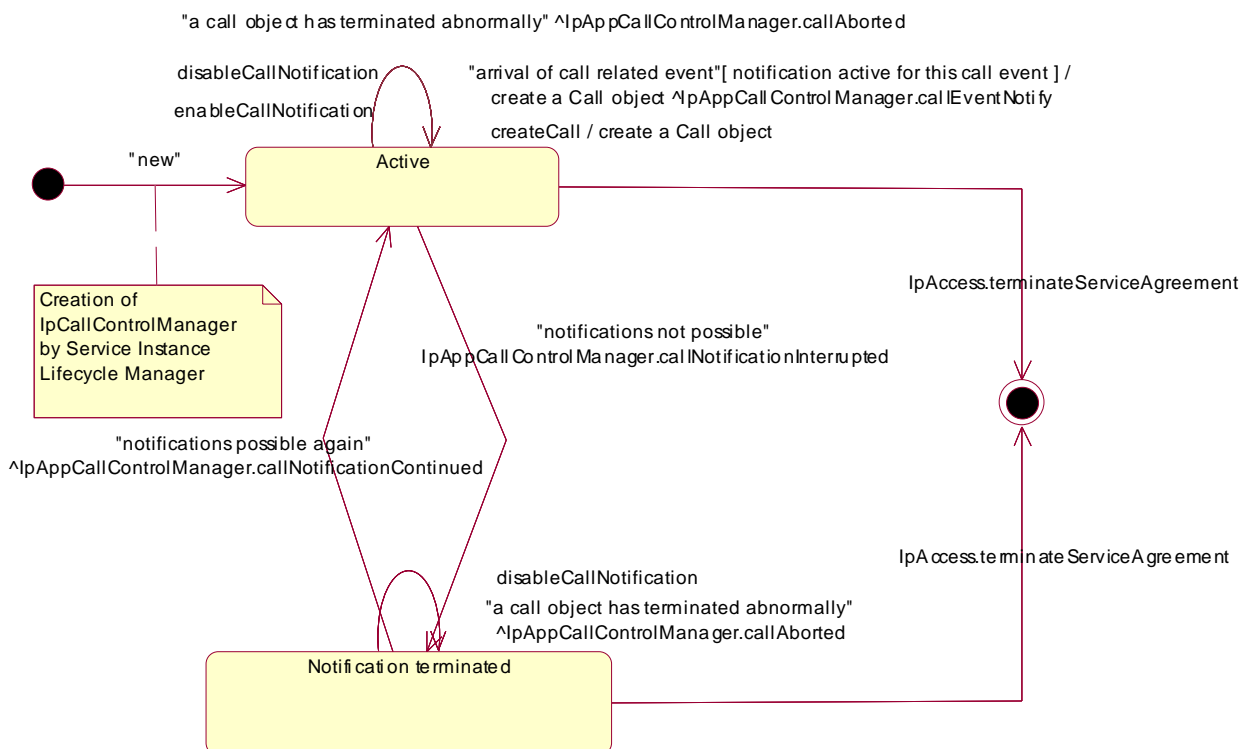 "a call object has terminated abnormally" ^IpAppCallControlManager.callAborted
disableCallNotification
enableCallNotification
"arrival of call related event"[ notification active for this call event ] /
create a Call object ^IpAppCallControlManager.callEventNotify
createCall / create a Call object
"new"
Active
Creation of
IpCallControlManager
by Service Instance
Lifecycle Manager
IpAccess.terminateServiceAgreement
"notifications not possible"
IpAppCallControlManager.callNotificationInterrupted
"notifications possible again"
^IpAppCallControlManager.callNotificationContinued
IpAccess.terminateServiceAgreement
disableCallNotification
"a call object has terminated abnormally"
^IpAppCallControlManager.callAborted
Notification terminated